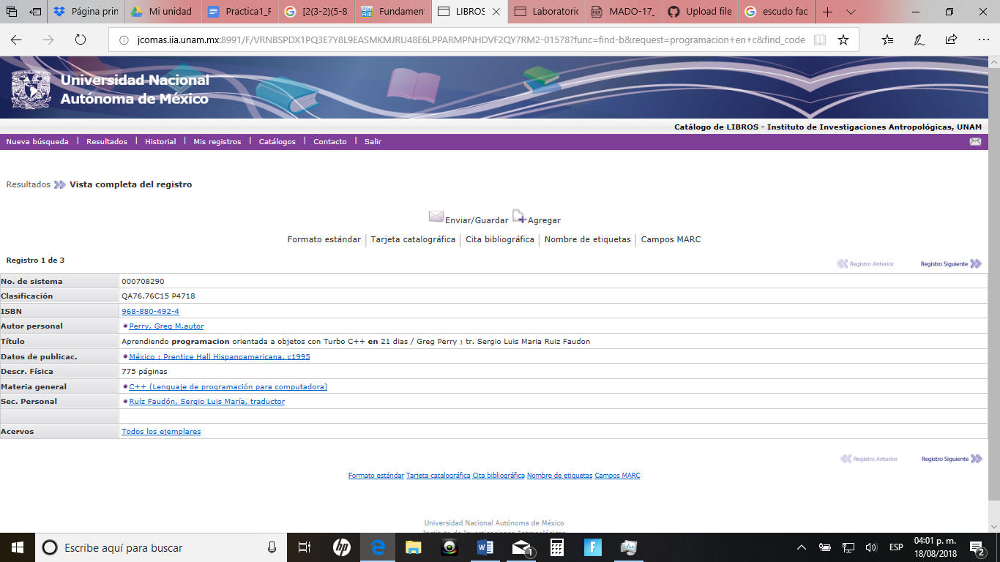 Página prin
Mi unidad
Practica1_F
[2(3-2)(5-8
Fundament
LIBROS
Laboratorio
MADO-17_
Upload file
escudo fac
jcomas.iia.unam.mx:8991/F/VRNBSPDX1PQ3E7Y8L9EASMKMJRU48E6LPPARMPNHDVF2QY7RM2-01578?func=find-b&request=programacion+en+c&find_code
Universidad Nacional
Autónoma de México
Catálogo de LIBROS - Instituto de Investigaciones Antropológicas, UNAM
Nueva búsqueda | Resultados | Historial | Mis registros | Catálogos | Contacto | Salir
Resultados Vista completa del registro
Enviar/Guardar Agregar
Formato estándar | Tarjeta catalográfica | Cita bibliográfica | Nombre de etiquetas | Campos MARC
Registro 1 de 3 Registro Anterior Registro Siguiente
No. de sistema 000708290
Clasificación QA76.76C15 P4718
ISBN 968-880-492-4
Autor personal Perry, Greg M.autor
Título Aprendiendo programacion orientada a objetos con Turbo C++ en 21 dias / Greg Perry ; tr. Sergio Luis Maria Ruiz Faudon
Datos de publicac. México : Prentice Hall Hispanoamericana, c1995
Descr. Física 775 páginas
Materia general C++ (Lenguaje de programación para computadora)
Sec. Personal Ruíz Faudón, Sergio Luis María, traductor
Acervos Todos los ejemplares
Registro Anterior Registro Siguiente
Formato estándar Tarjeta catalográfica Cita bibliográfica Nombre de etiquetas Campos MARC
Universidad Nacional Autónoma de México
Instituto de Investigaciones Antropológicas
Escribe aquí para buscar
hp
1
F
ESP
04:01 p. m.
18/08/2018
2